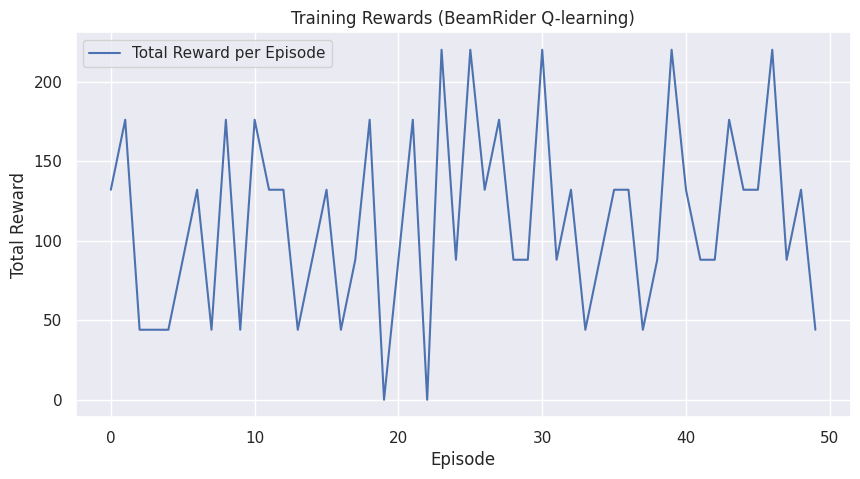 Training Rewards (BeamRider Q-learning)
Total Reward per Episode
Total Reward
200
150
100
50
0
0 10 20 30 40 50
Episode